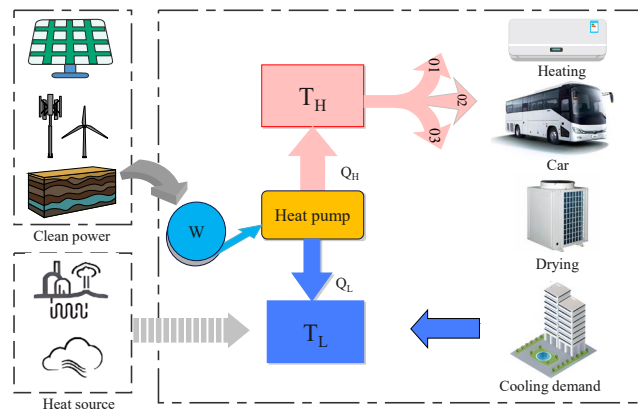 Clean power
Heat source
W
T_H
Q_H
Heat pump
Q_L
T_L
01
02
03
Heating
Car
Drying
Cooling demand